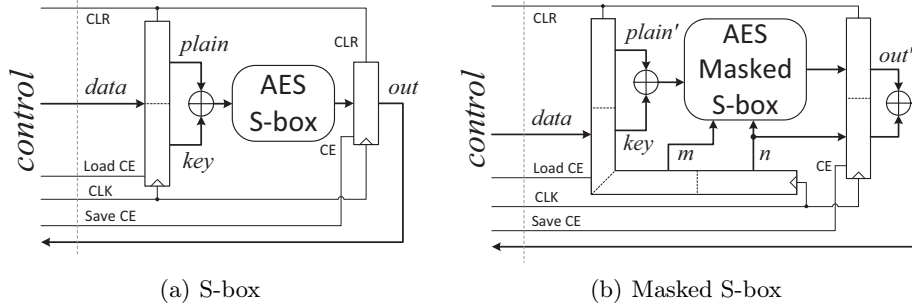 CLR
plain
CLR
control
data
AES
S-box
out
key
CE
Load CE
CLK
Save CE
(a) S-box
CLR
plain'
AES
Masked
S-box
out'
control
data
key
m
n
CE
Load CE
CLK
Save CE
(b) Masked S-box